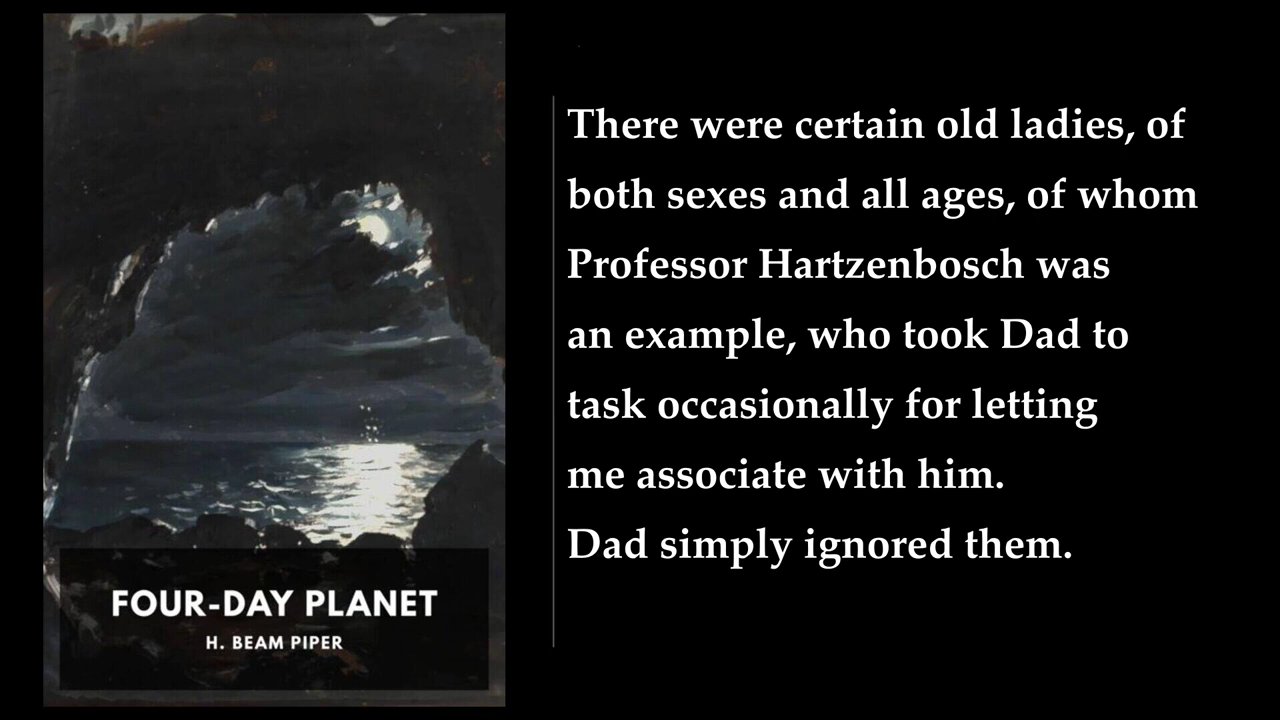 FOUR-DAY PLANET
H. BEAM PIPER
There were certain old ladies, of
both sexes and all ages, of whom
Professor Hartzenbosch was
an example, who took Dad to
task occasionally for letting
me associate with him.
Dad simply ignored them.